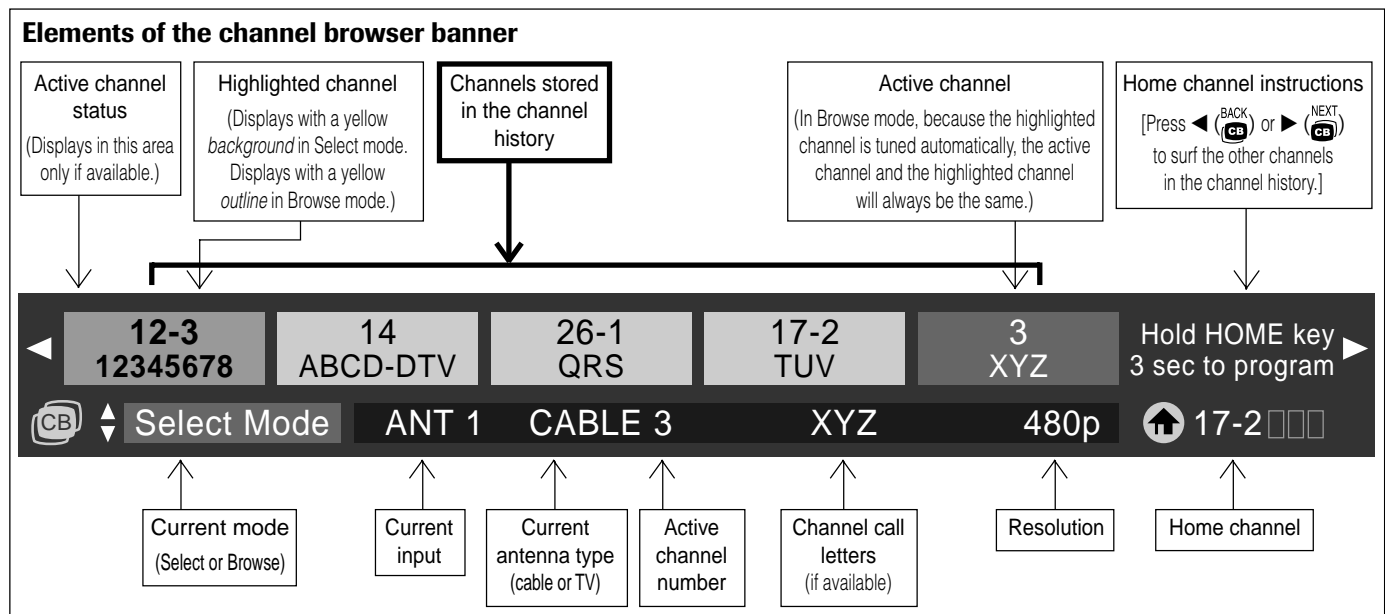 Elements of the channel browser banner
Active channel
status
(Displays in this area
only if available.)
Highlighted channel
(Displays with a yellow
background in Select mode.
Displays with a yellow
outline in Browse mode.)
Channels stored
in the channel
history
Active channel
(In Browse mode, because the highlighted
channel is tuned automatically, the active
channel and the highlighted channel
will always be the same.)
Home channel instructions
[Press ◀ (BACK CB) or ▶ (NEXT CB)
to surf the other channels
in the channel history.]
12-3
12345678
14
ABCD-DTV
26-1
QRS
17-2
TUV
3
XYZ
Hold HOME key
3 sec to program
CB Select Mode ANT 1 CABLE 3 XYZ 480p 17-2
Current mode
(Select or Browse)
Current
input
Current
antenna type
(cable or TV)
Active
channel
number
Channel call
letters
(if available)
Resolution
Home channel